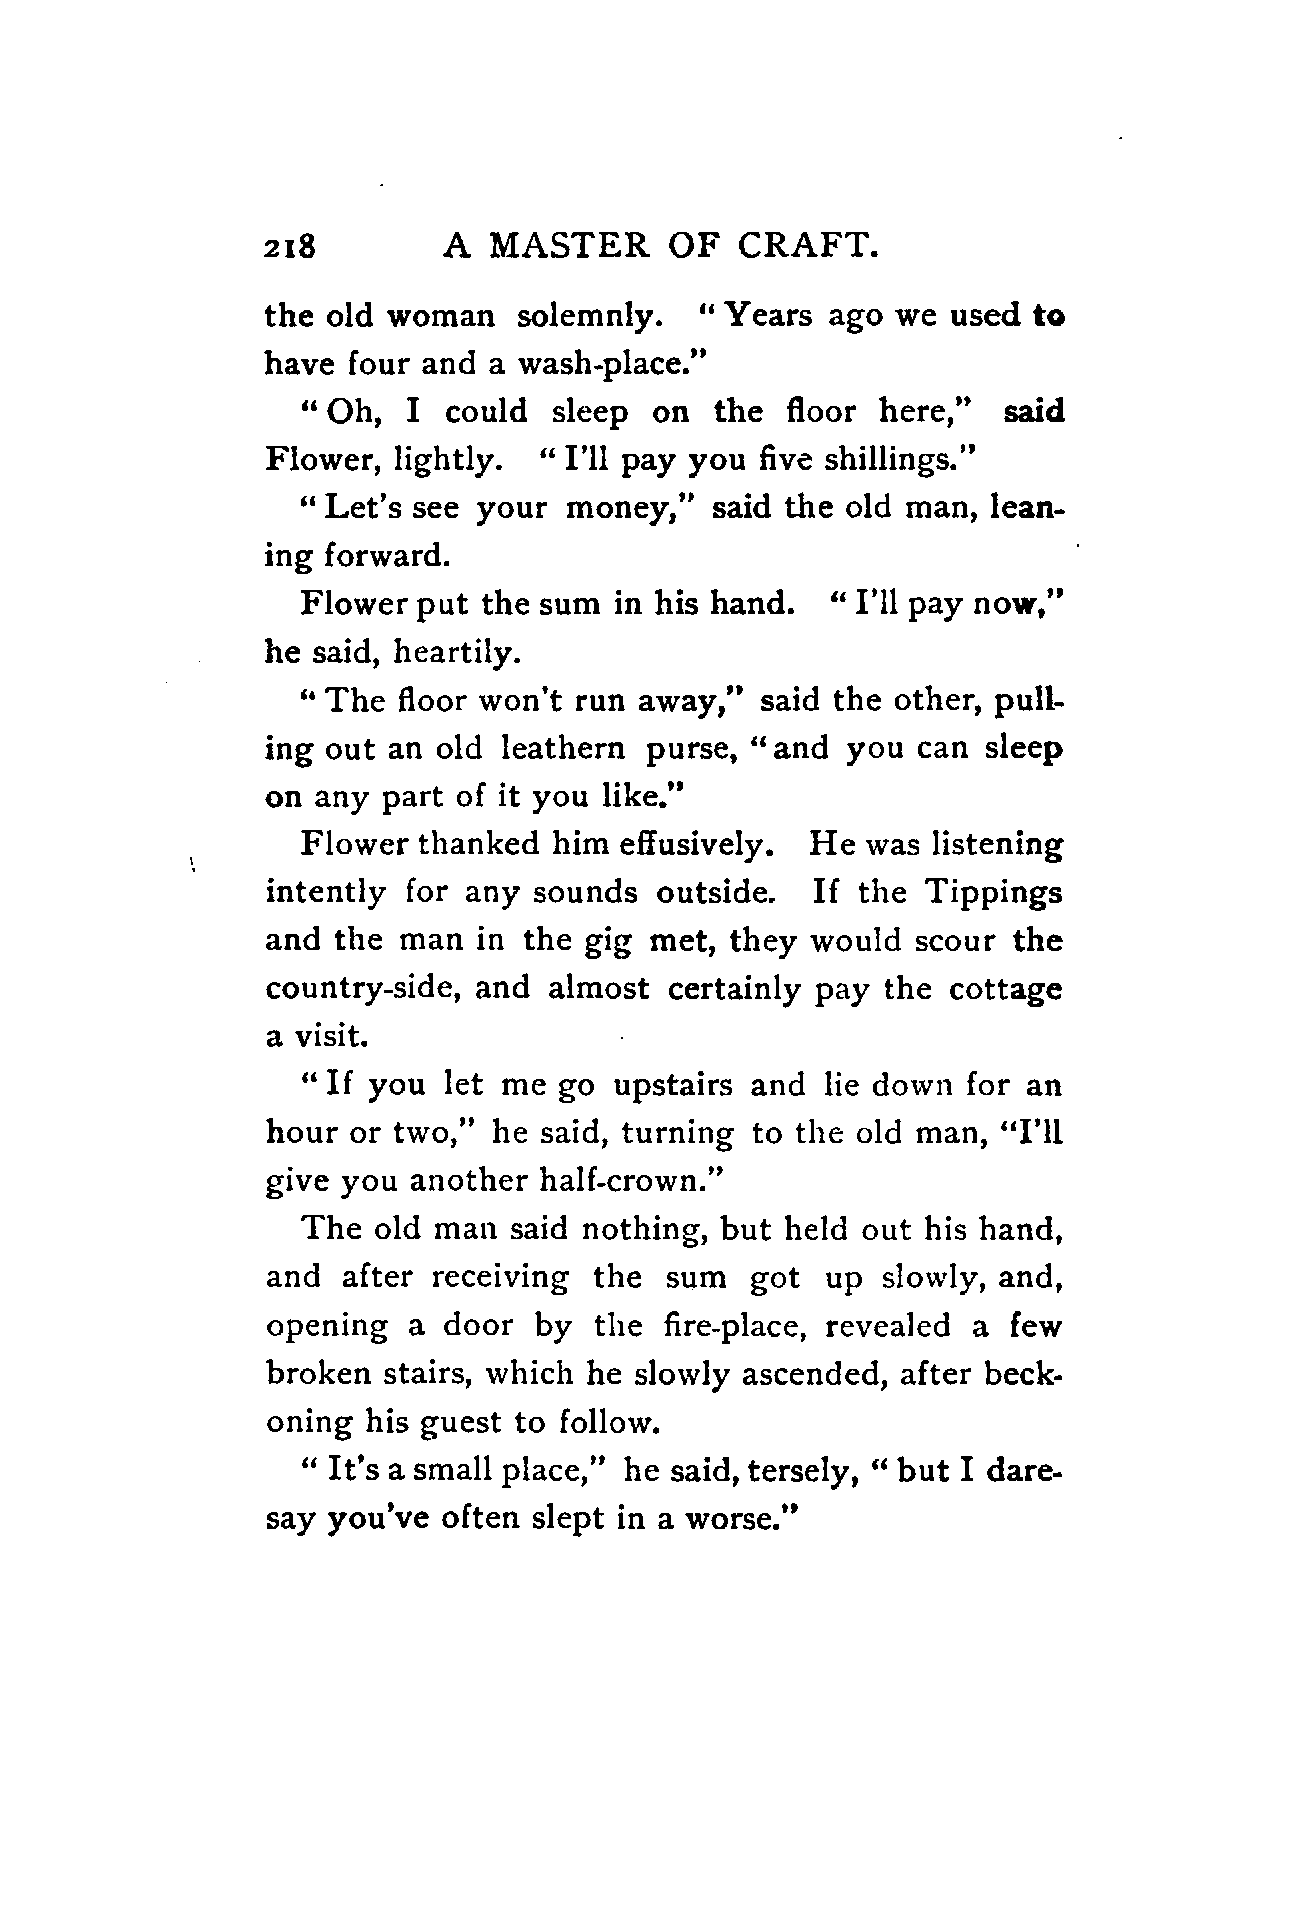 218 A MASTER OF CRAFT.
the old woman solemnly. "Years ago we used to
have four and a wash-place."
"Oh, I could sleep on the floor here," said
Flower, lightly. "I'll pay you five shillings."
"Let's see your money," said the old man, lean-
ing forward.
Flower put the sum in his hand. "I'll pay now,"
he said, heartily.
"The floor won't run away," said the other, pull-
ing out an old leathern purse, "and you can sleep
on any part of it you like."
Flower thanked him effusively. He was listening
intently for any sounds outside. If the Tippings
and the man in the gig met, they would scour the
country-side, and almost certainly pay the cottage
a visit.
"If you let me go upstairs and lie down for an
hour or two," he said, turning to the old man, "I'll
give you another half-crown."
The old man said nothing, but held out his hand,
and after receiving the sum got up slowly, and,
opening a door by the fire-place, revealed a few
broken stairs, which he slowly ascended, after beck-
oning his guest to follow.
"It's a small place," he said, tersely, "but I dare-
say you've often slept in a worse."